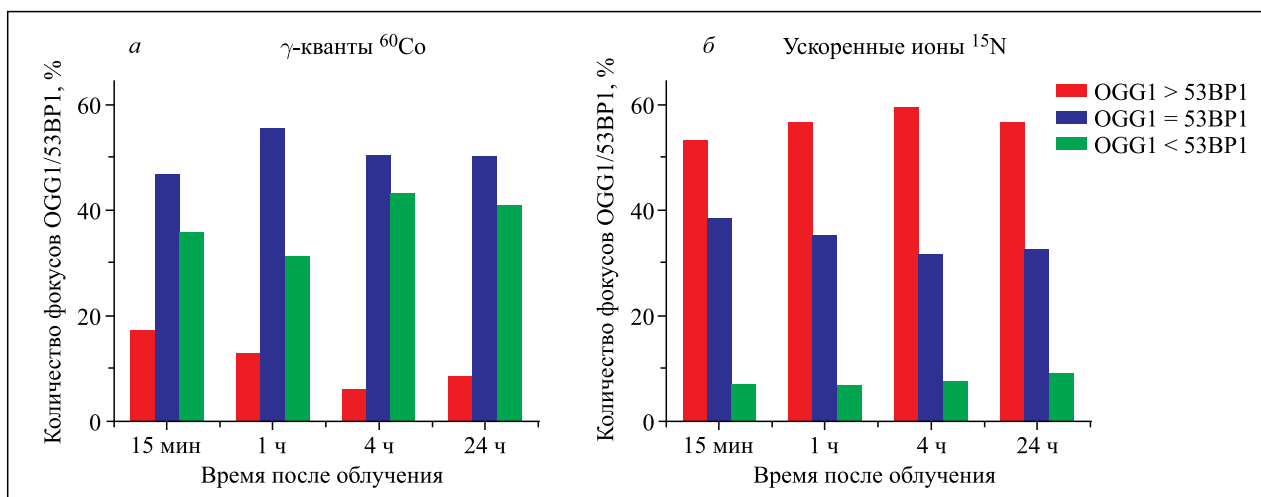 а
γ-кванты ⁶⁰Co
Количество фокусов OGG1/53BP1, %
60
40
20
0
15 мин
1 ч
4 ч
24 ч
Время после облучения
б
Ускоренные ионы ¹⁵N
Количество фокусов OGG1/53BP1, %
60
40
20
0
15 мин
1 ч
4 ч
24 ч
Время после облучения
OGG1 > 53BP1
OGG1 = 53BP1
OGG1 < 53BP1